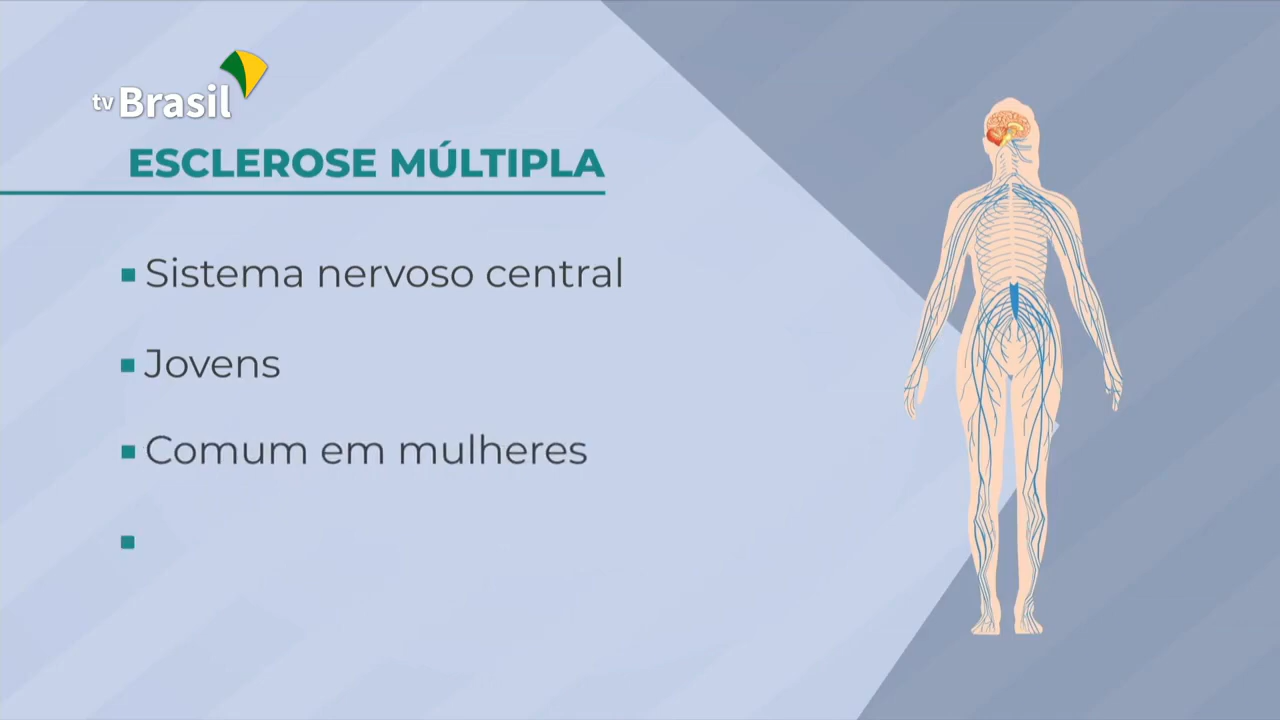 tv Brasil
ESCLEROSE MÚLTIPLA
Sistema nervoso central
Jovens
Comum em mulheres